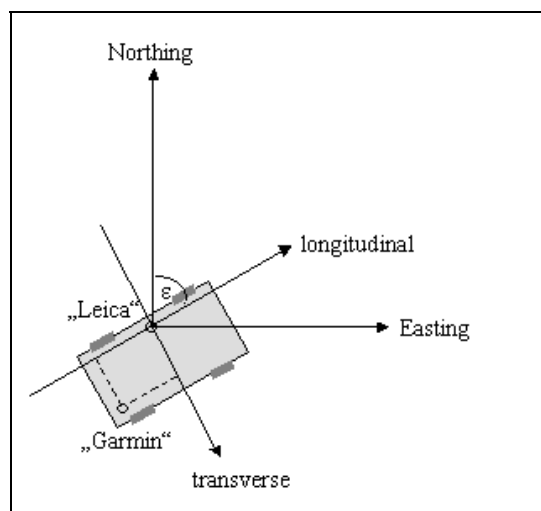 Northing
longitudinal
ε
„Leica“
Easting
„Garmin“
transverse